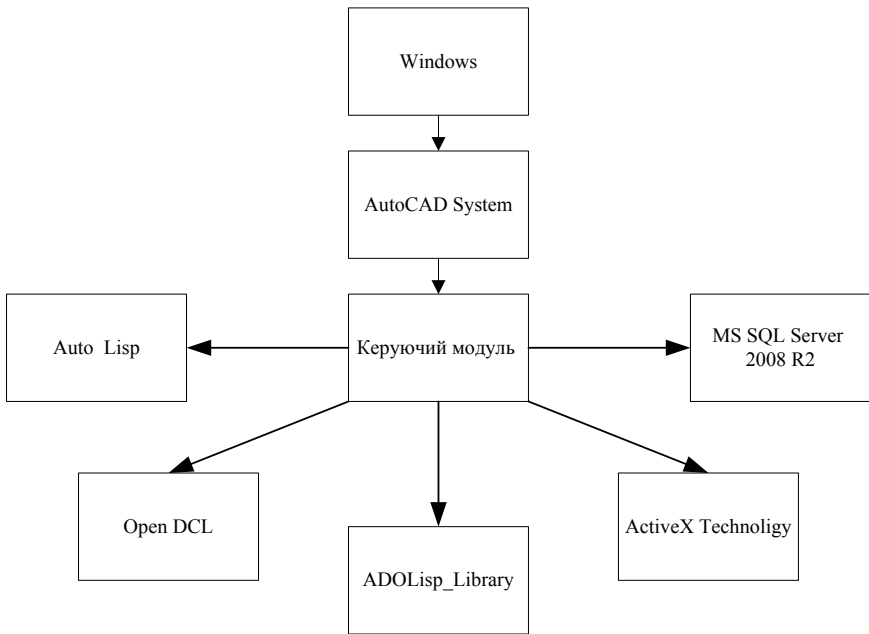 Windows
AutoCAD System
Auto Lisp
Керуючий модуль
MS SQL Server
2008 R2
Open DCL
ADOLisp_Library
ActiveX Technoligy